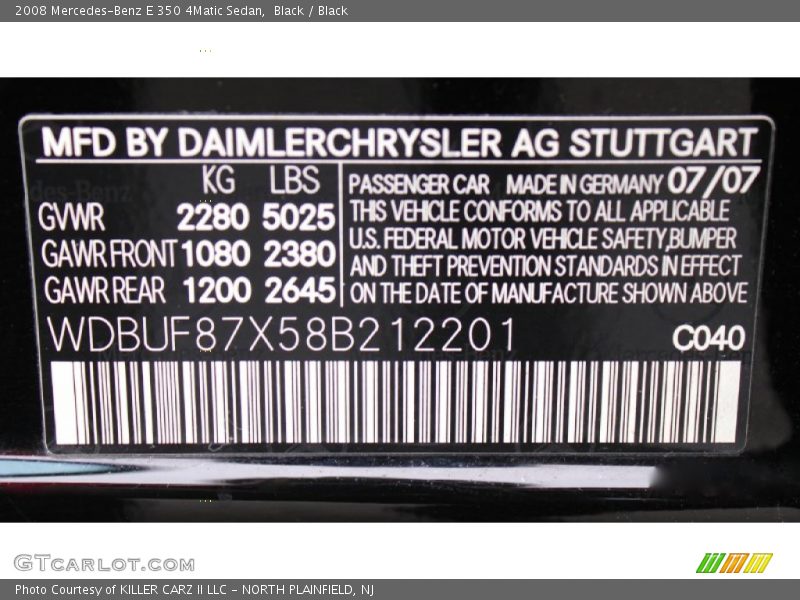 2008 Mercedes-Benz E 350 4Matic Sedan,  Black / Black
MFD BY DAIMLERCHRYSLER AG STUTTGART
KG LBS
GVWR 2280 5025
GAWR FRONT 1080 2380
GAWR REAR 1200 2645
PASSENGER CAR MADE IN GERMANY 07/07
THIS VEHICLE CONFORMS TO ALL APPLICABLE
U.S. FEDERAL MOTOR VEHICLE SAFETY,BUMPER
AND THEFT PREVENTION STANDARDS IN EFFECT
ON THE DATE OF MANUFACTURE SHOWN ABOVE
WDBUF87X58B212201 C040
GTCarLot.com
Photo Courtesy of KILLER CARZ II LLC - NORTH PLAINFIELD, NJ